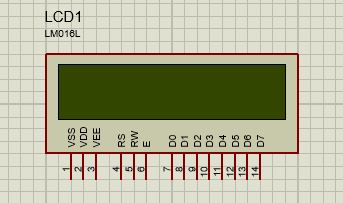 LCD1
LM016L
VSS VDD VEE RS RW E D0 D1 D2 D3 D4 D5 D6 D7
1 2 3 4 5 6 7 8 9 10 11 12 13 14